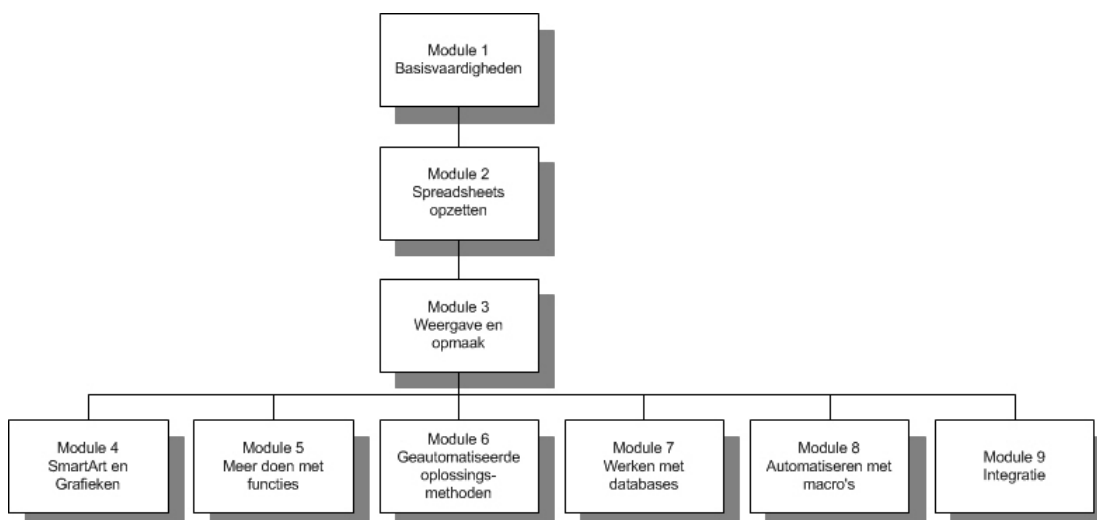 Module 1
Basisvaardigheden
Module 2
Spreadsheets
opzetten
Module 3
Weergave en
opmaak
Module 4
SmartArt en
Grafieken
Module 5
Meer doen met
functies
Module 6
Geautomatiseerde
oplossings-
methoden
Module 7
Werken met
databases
Module 8
Automatiseren met
macro's
Module 9
Integratie